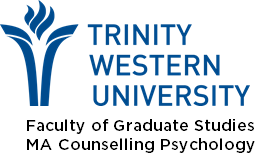 TRINITY
WESTERN
UNIVERSITY
Faculty of Graduate Studies
MA Counselling Psychology